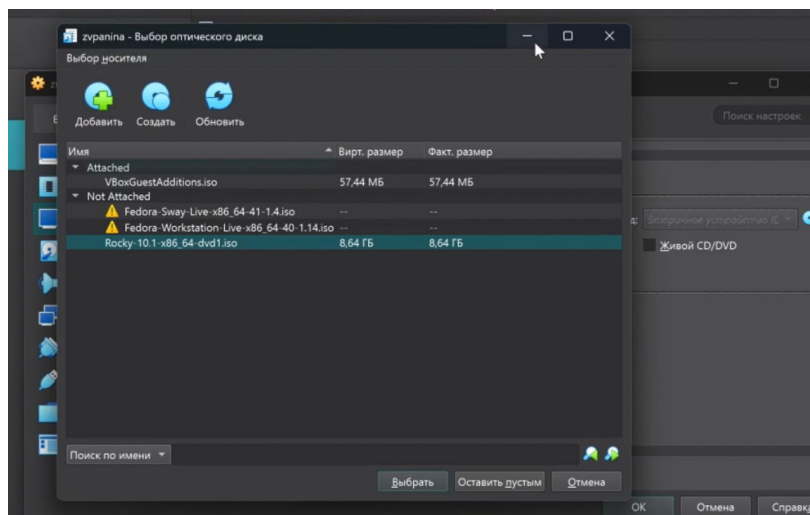 zvpanina - Выбор оптического диска
Выбор носителя
Добавить Создать Обновить
Поиск настроек
Имя Вирт. размер Факт. размер
Attached
VBoxGuestAdditions.iso 57,44 МБ 57,44 МБ
Not Attached
Fedora-Sway-Live-x86_64-41-1.4.iso -- --
Fedora-Workstation-Live-x86_64-40-1.14.iso -- --
Rocky-10.1-x86_64-dvd1.iso 8,64 ГБ 8,64 ГБ
Живой CD/DVD
Поиск по имени
Выбрать Оставить пустым Отмена
OK Отмена